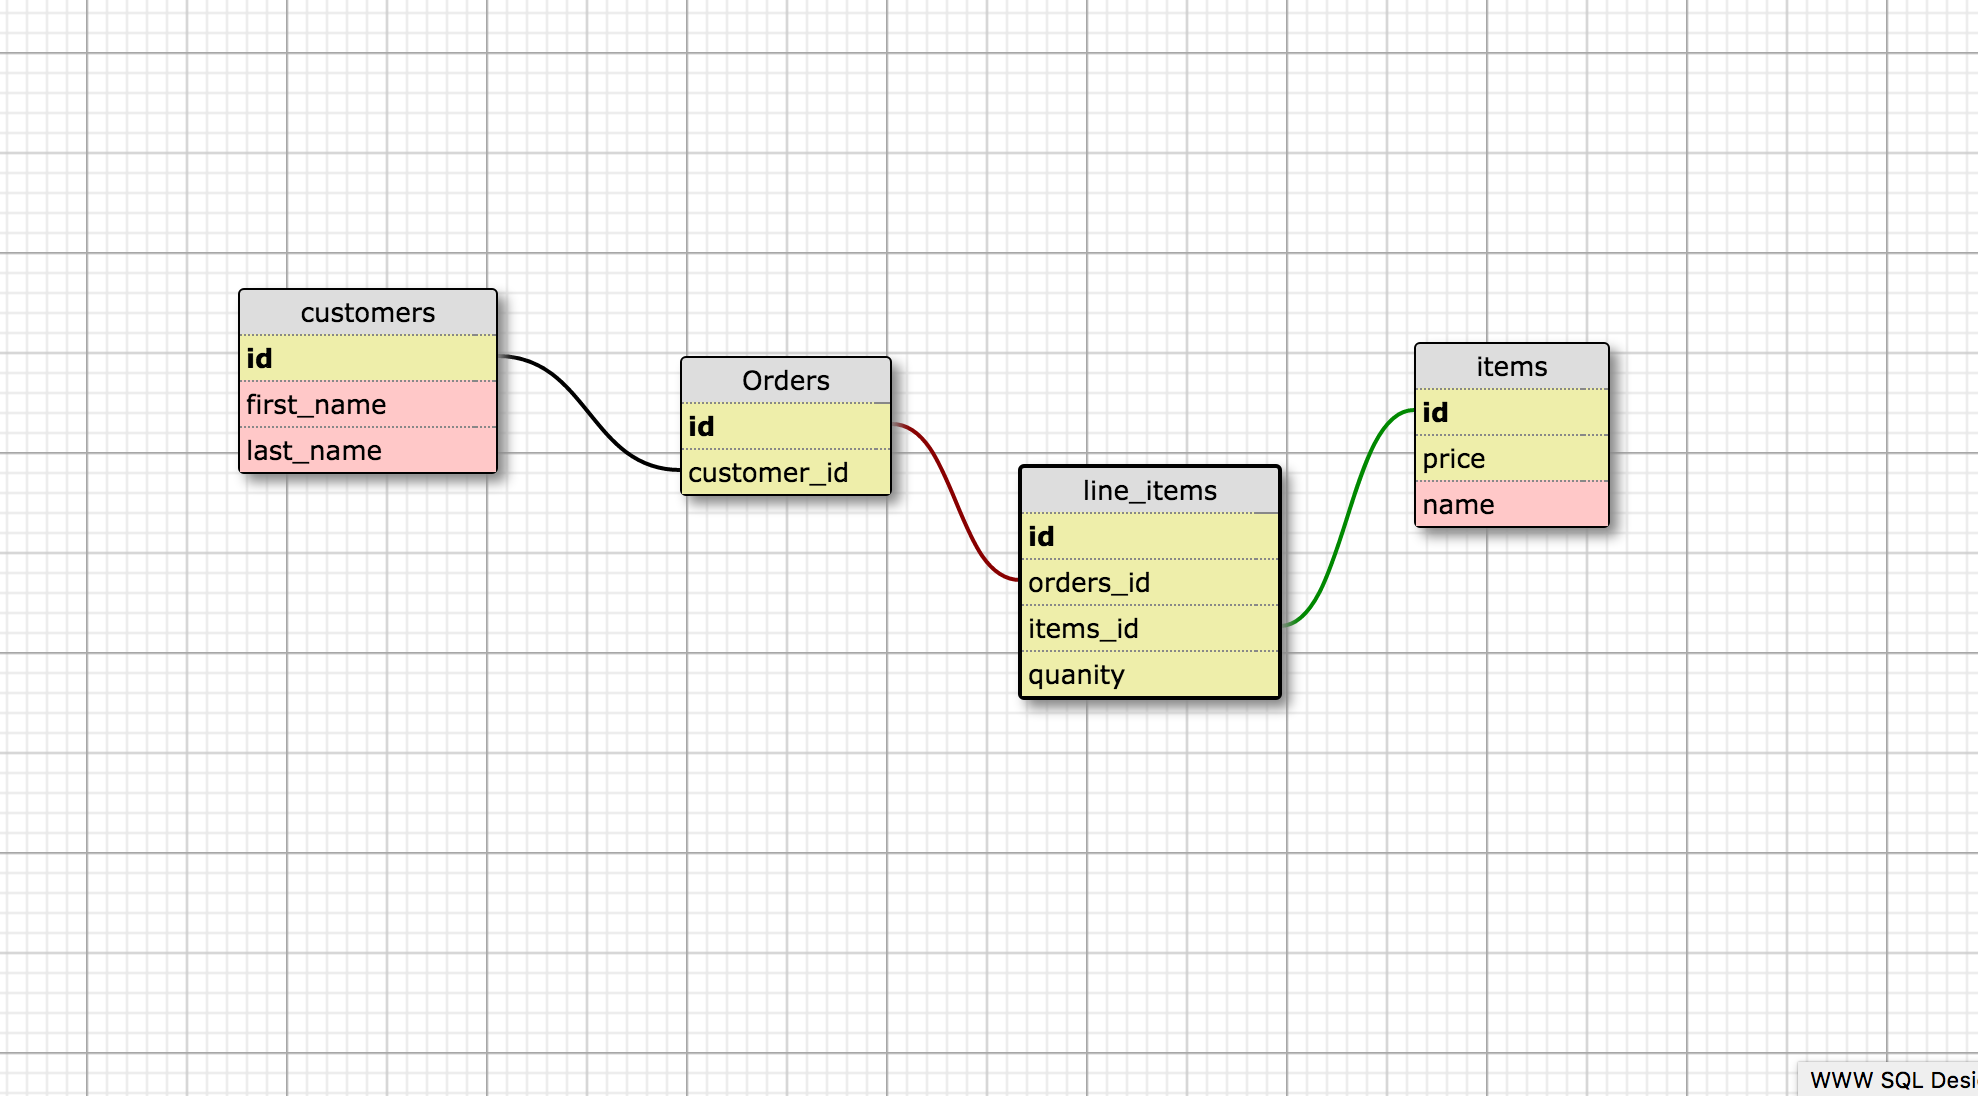 customers
id
first_name
last_name
Orders
id
customer_id
line_items
id
orders_id
items_id
quanity
items
id
price
name
WWW SQL Desi